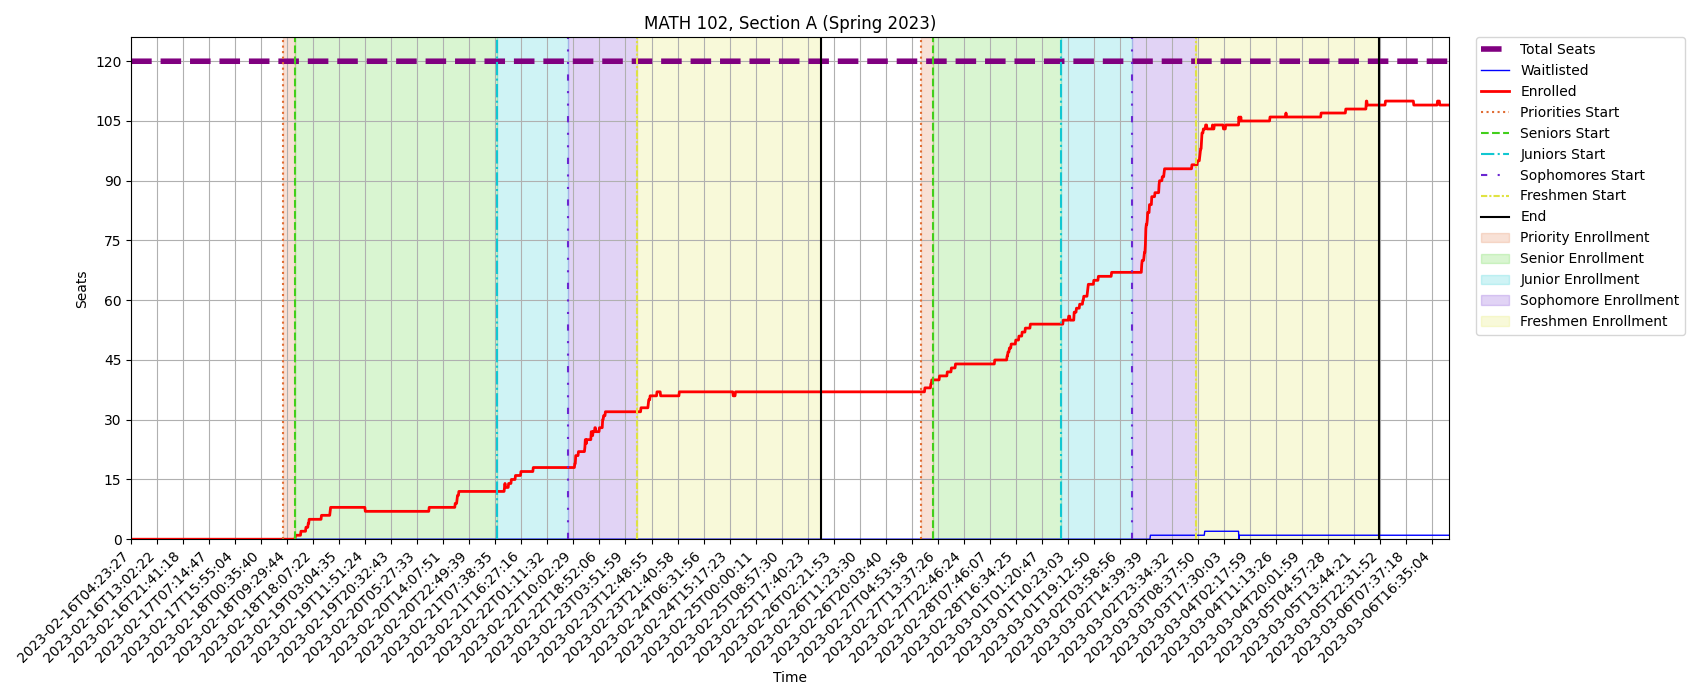 MATH 102, Section A (Spring 2023)
120
105
90
75
60
45
30
15
0
Seats
2023-02-16T04:23:27
2023-02-16T13:02:22
2023-02-16T21:41:18
2023-02-17T07:14:47
2023-02-17T15:55:04
2023-02-18T00:35:40
2023-02-18T09:29:44
2023-02-18T18:07:22
2023-02-19T03:04:35
2023-02-19T11:51:24
2023-02-19T20:32:43
2023-02-20T05:27:33
2023-02-20T14:07:51
2023-02-20T22:49:39
2023-02-21T07:38:35
2023-02-21T16:27:16
2023-02-22T01:11:32
2023-02-22T10:02:29
2023-02-22T18:52:06
2023-02-23T03:51:59
2023-02-23T12:48:55
2023-02-23T21:40:58
2023-02-24T06:31:56
2023-02-24T15:17:23
2023-02-25T00:00:11
2023-02-25T08:57:30
2023-02-25T17:40:23
2023-02-26T02:21:53
2023-02-26T11:23:30
2023-02-26T20:03:40
2023-02-27T04:53:58
2023-02-27T13:37:26
2023-02-27T22:46:24
2023-02-28T07:46:07
2023-02-28T16:34:25
2023-03-01T01:20:47
2023-03-01T10:23:03
2023-03-01T19:12:50
2023-03-02T03:58:56
2023-03-02T14:39:39
2023-03-02T23:34:32
2023-03-03T08:37:50
2023-03-03T17:30:03
2023-03-04T02:17:59
2023-03-04T11:13:26
2023-03-04T20:01:59
2023-03-05T04:57:28
2023-03-05T13:44:21
2023-03-05T22:31:52
2023-03-06T07:37:18
2023-03-06T16:35:04
Time
Total Seats
Waitlisted
Enrolled
Priorities Start
Seniors Start
Juniors Start
Sophomores Start
Freshmen Start
End
Priority Enrollment
Senior Enrollment
Junior Enrollment
Sophomore Enrollment
Freshmen Enrollment